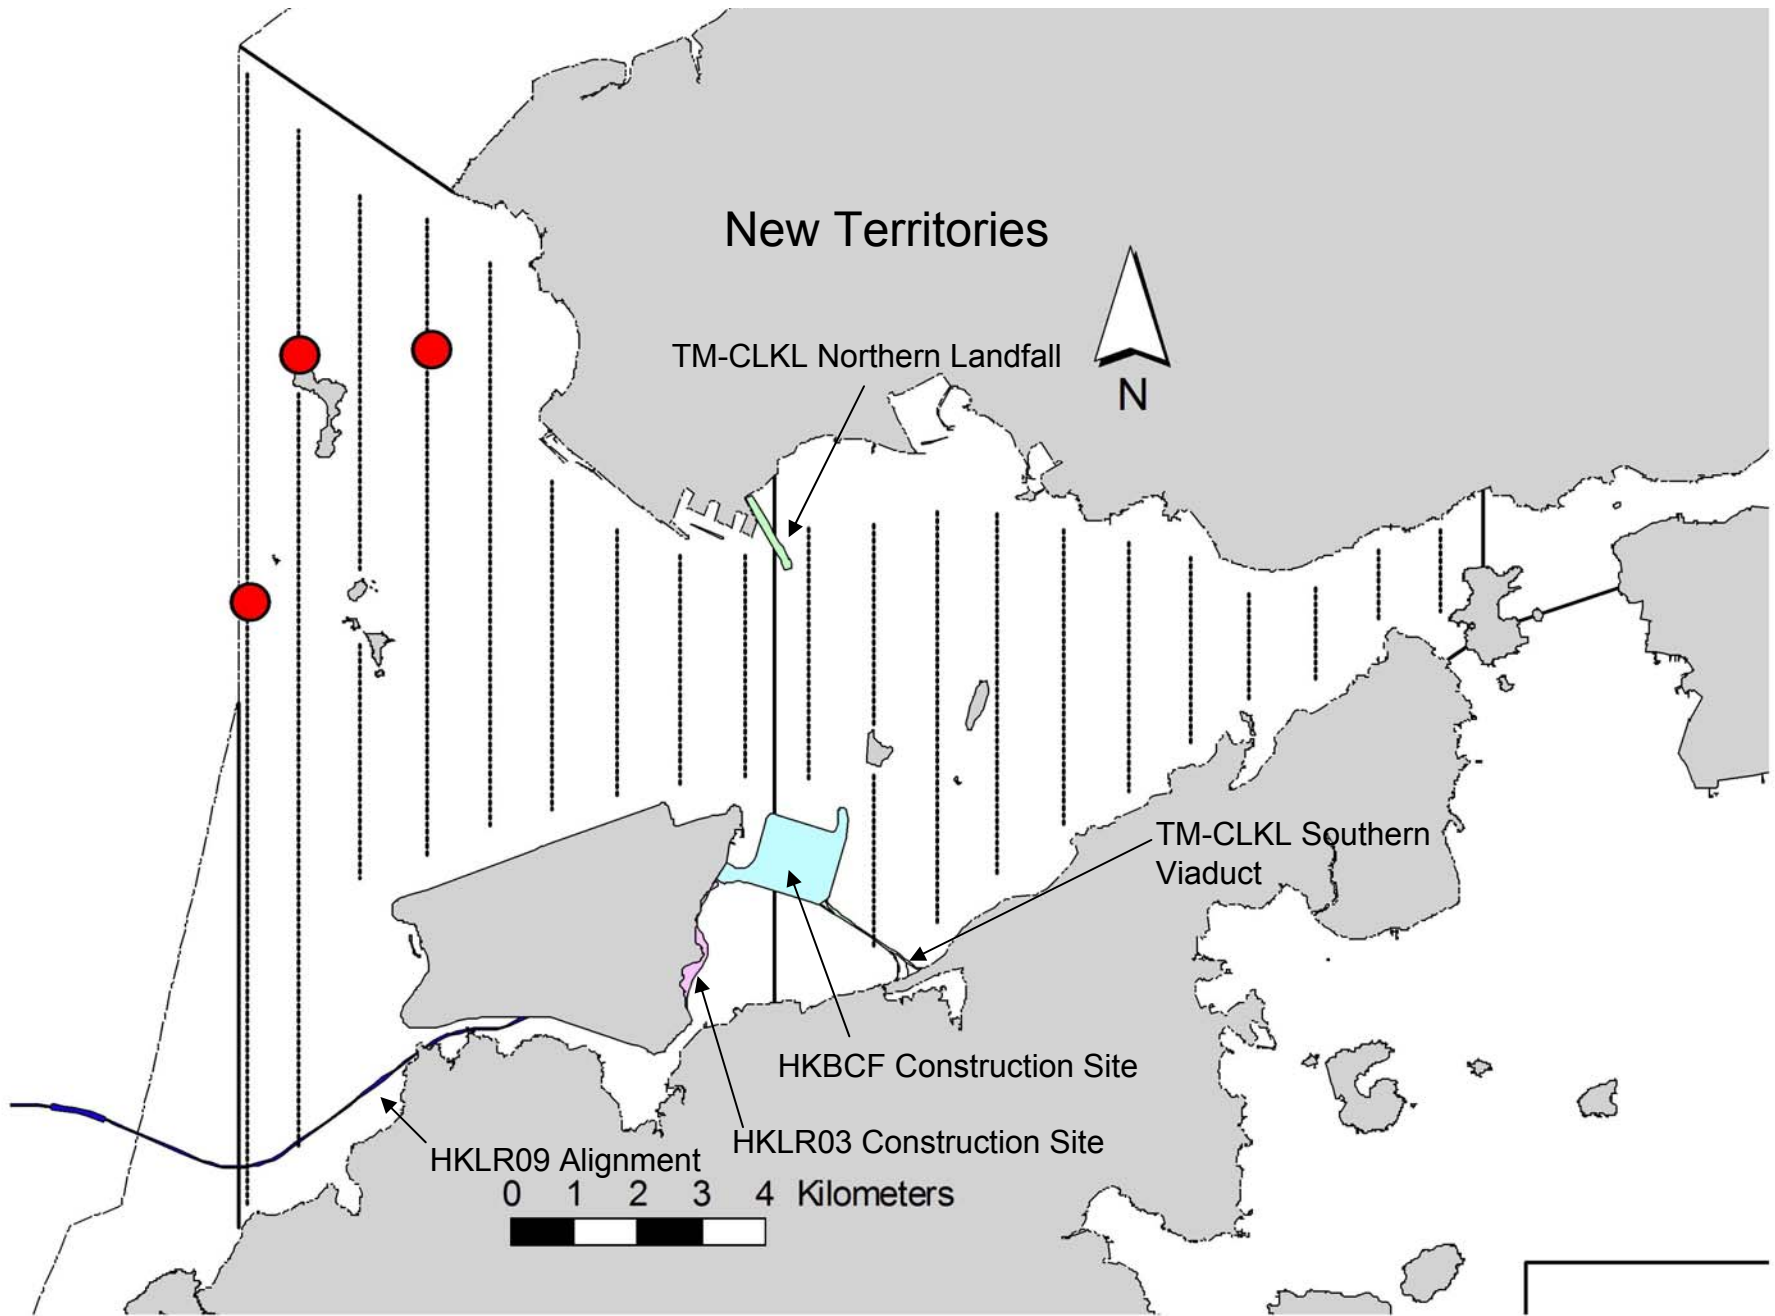 New Territories
TM-CLKL Northern Landfall
N
TM-CLKL Southern
Viaduct
HKBCF Construction Site
HKLR03 Construction Site
HKLR09 Alignment
0 1 2 3 4 Kilometers